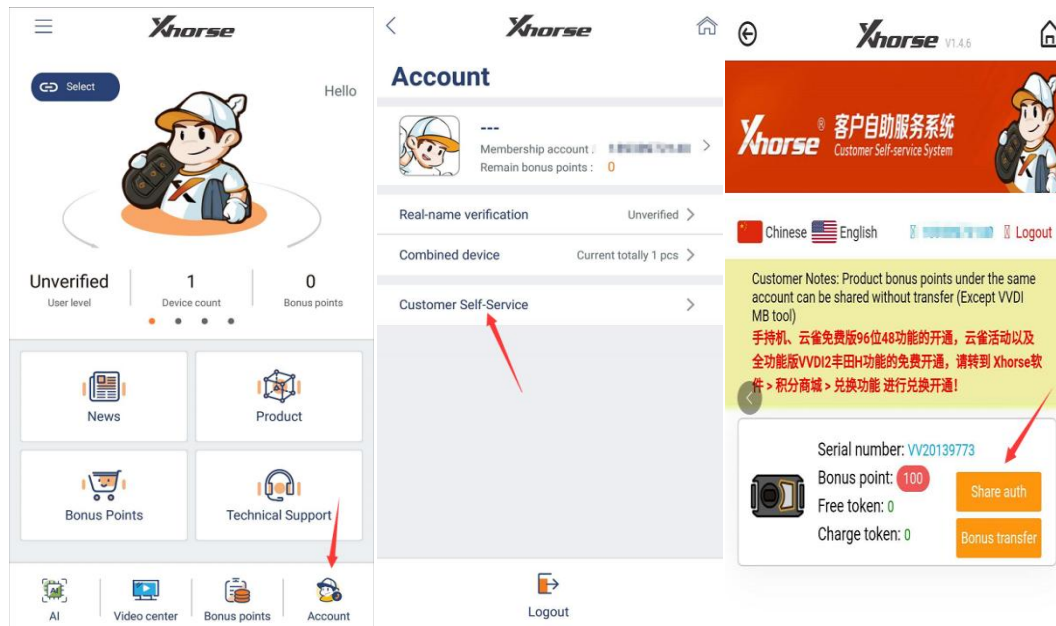 Xhorse
Select
Hello
Unverified
User level
1
Device count
0
Bonus points
News
Product
Bonus Points
Technical Support
AI
Video center
Bonus points
Account
Xhorse
Account
---
Membership account :
Remain bonus points : 0
Real-name verification
Unverified
Combined device
Current totally 1 pcs
Customer Self-Service
Logout
Xhorse V1.4.6
Xhorse® 客户自助服务系统
Customer Self-service System
Chinese English Logout
Customer Notes: Product bonus points under the same
account can be shared without transfer (Except VVDI
MB tool)
手持机、云雀免费版96位48功能的开通，云雀活动以及
全功能版VVDI2丰田H功能的免费开通，请转到 Xhorse软
件 > 积分商城 > 兑换功能 进行兑换开通！
Serial number: VV20139773
Bonus point: 100
Free token: 0
Charge token: 0
Share auth
Bonus transfer